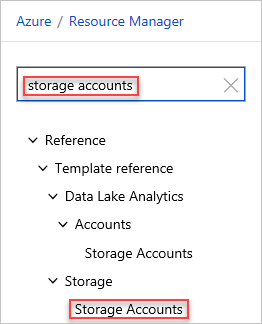 Azure / Resource Manager
storage accounts
Reference
Template reference
Data Lake Analytics
Accounts
Storage Accounts
Storage
Storage Accounts